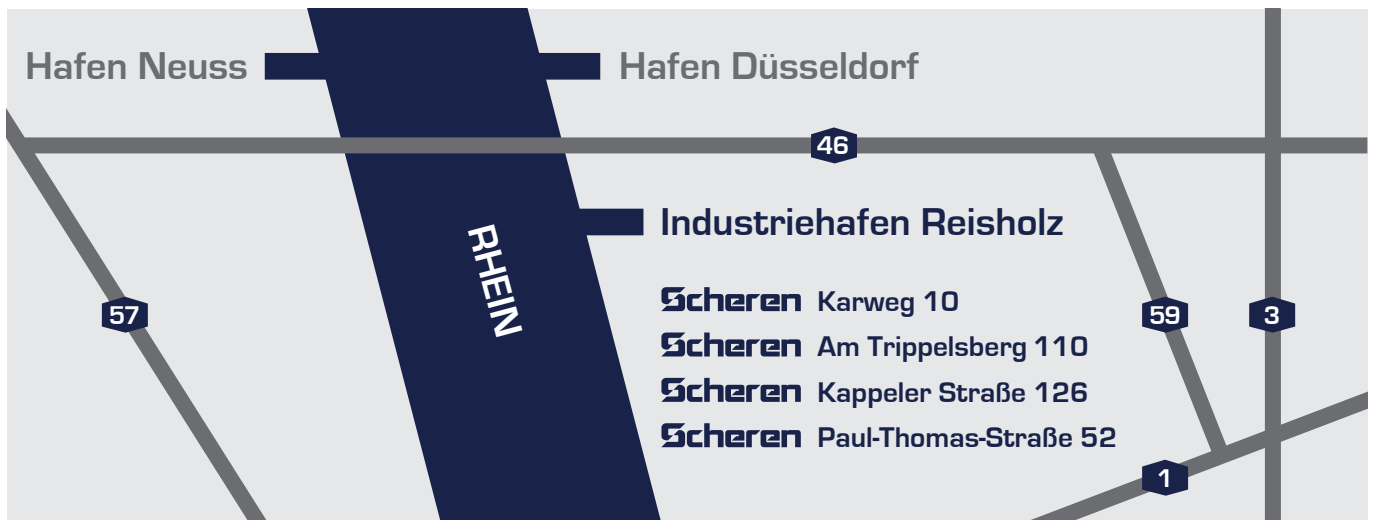 Hafen Neuss
Hafen Düsseldorf
46
Industriehafen Reisholz
RHEIN
Scheren Karweg 10
57
59
3
Scheren Am Trippelsberg 110
Scheren Kappeler Straße 126
Scheren Paul-Thomas-Straße 52
1